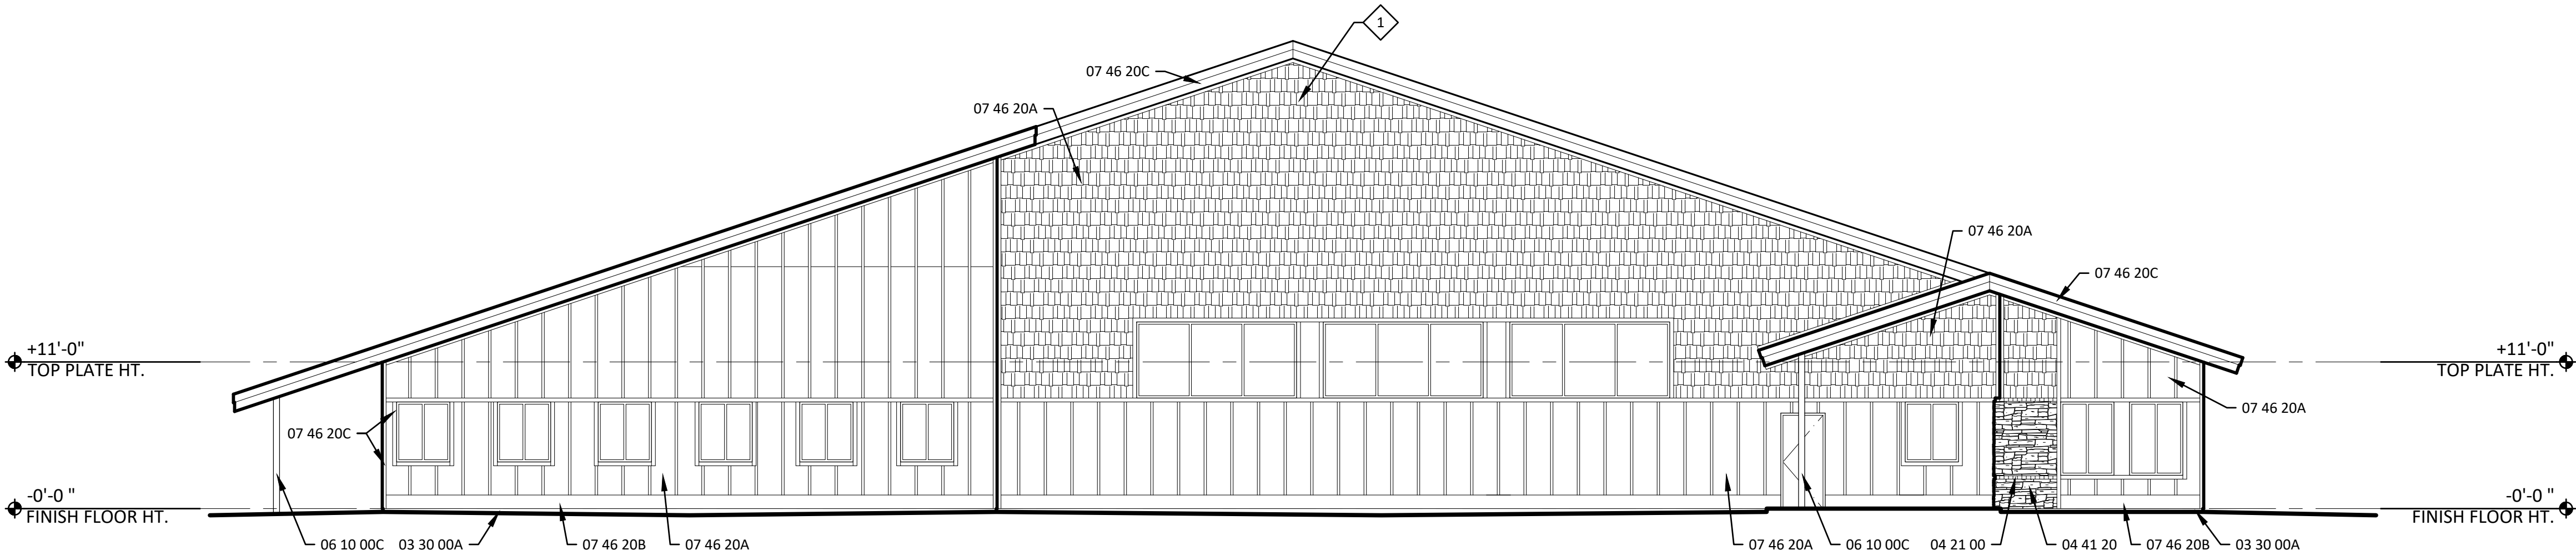 1
07 46 20C
07 46 20A
07 46 20A
07 46 20C
+11'-0"
TOP PLATE HT.
+11'-0"
TOP PLATE HT.
07 46 20A
07 46 20C
-0'-0 "
FINISH FLOOR HT.
-0'-0 "
FINISH FLOOR HT.
06 10 00C
03 30 00A
07 46 20B
07 46 20A
07 46 20A
06 10 00C
04 21 00
04 41 20
07 46 20B
03 30 00A